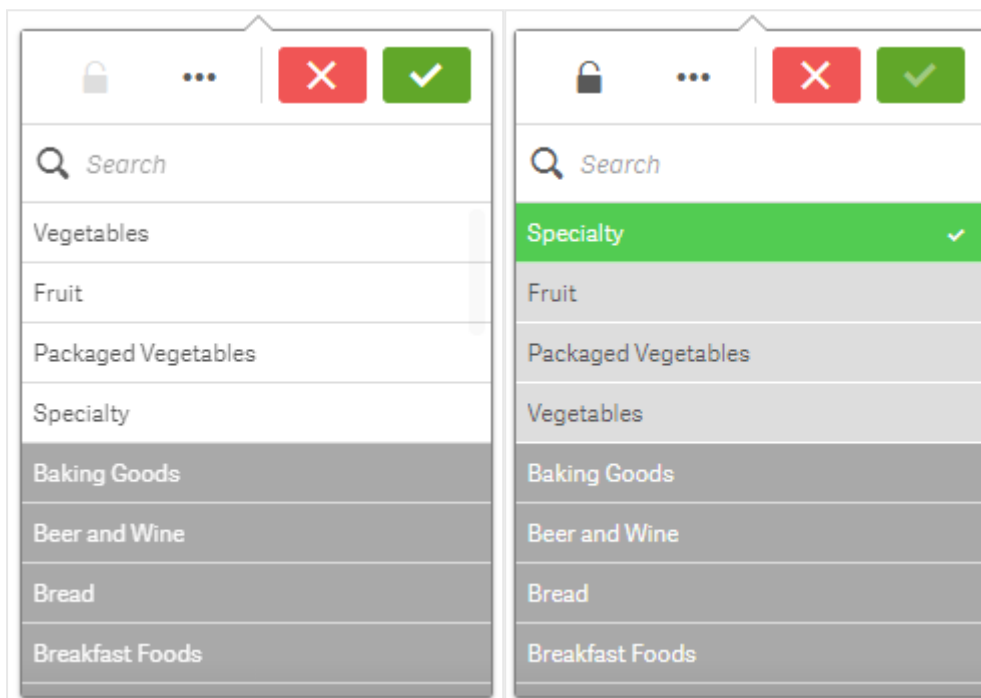 Search
Vegetables
Fruit
Packaged Vegetables
Specialty
Baking Goods
Beer and Wine
Bread
Breakfast Foods
Search
Specialty
Fruit
Packaged Vegetables
Vegetables
Baking Goods
Beer and Wine
Bread
Breakfast Foods